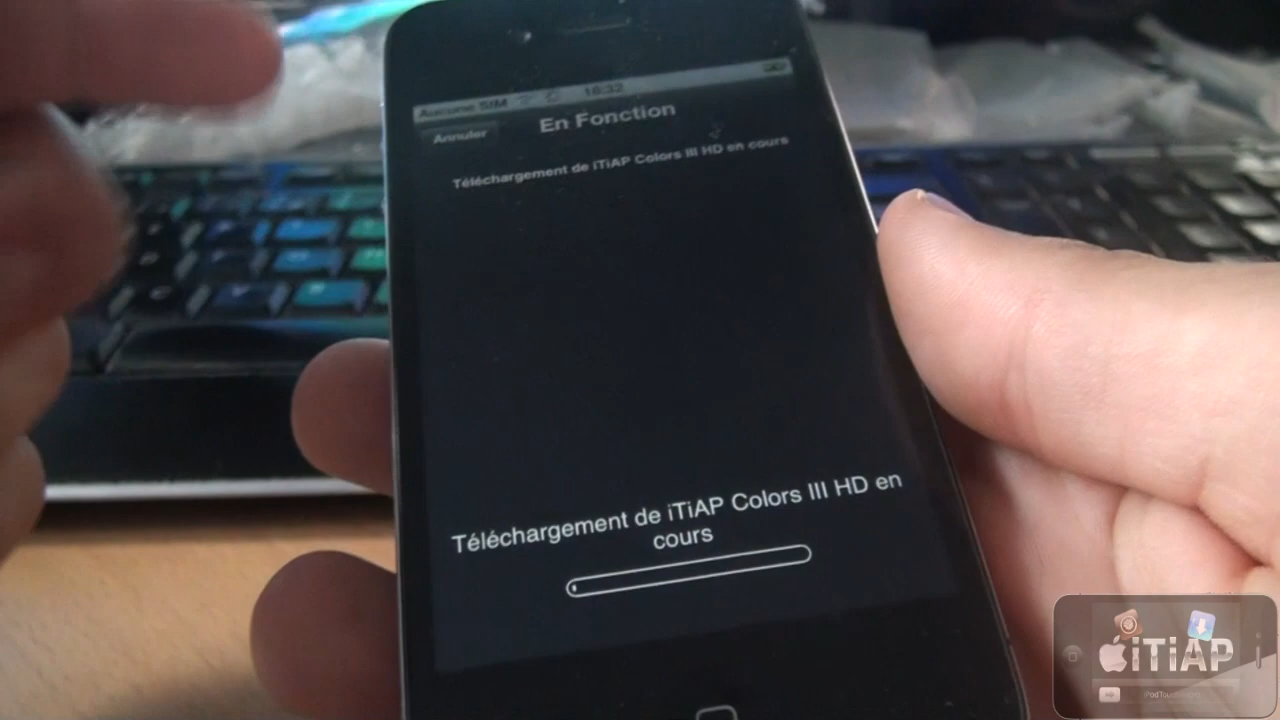 Aucune SIM 16:32
Annuler
En Fonction
Téléchargement de iTiAP Colors III HD en cours
Téléchargement de iTiAP Colors III HD en
cours
iTiAP